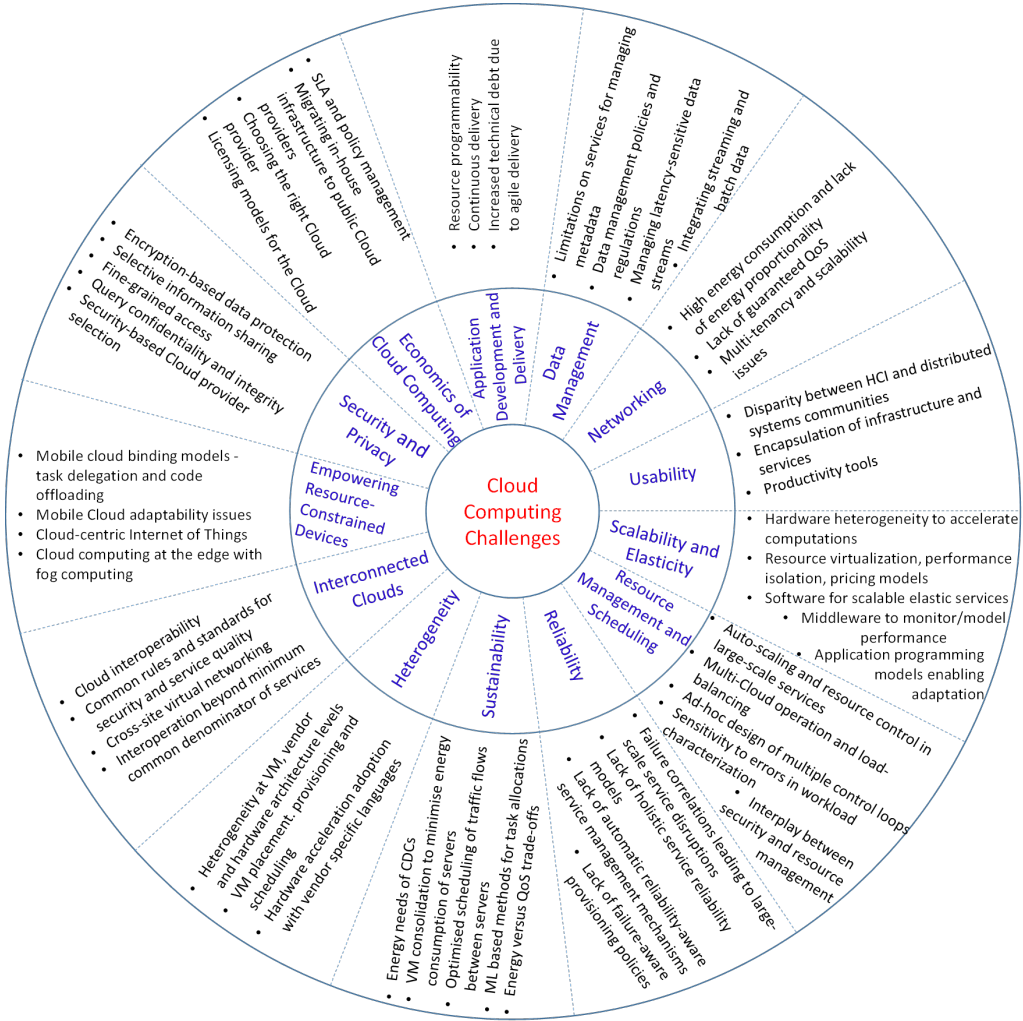 Cloud
Computing
Challenges
Application
Development and
Delivery
• Resource programmability
• Continuous delivery
• Increased technical debt due
to agile delivery
Data
Management
• Limitations on services for managing
metadata
• Data management policies and
regulations
• Managing latency-sensitive data
streams
• Integrating streaming and
batch data
Networking
• High energy consumption and lack
of energy proportionality
• Lack of guaranteed QoS
• Multi-tenancy and scalability
issues
Usability
• Disparity between HCI and distributed
systems communities
• Encapsulation of infrastructure and
services
• Productivity tools
Scalability and
Elasticity
• Hardware heterogeneity to accelerate
computations
• Resource virtualization, performance
isolation, pricing models
• Software for scalable elastic services
• Middleware to monitor/model
performance
• Application programming
models enabling
adaptation
Resource
Management and
Scheduling
• Auto-scaling and resource control in
large-scale services
• Multi-Cloud operation and load-
balancing
• Ad-hoc design of multiple control loops
• Sensitivity to errors in workload
characterization
• Interplay between
security and resource
management
Reliability
• Failure correlations leading to large-
scale service disruptions
• Lack of holistic service reliability
models
• Lack of automatic reliability-aware
service management mechanisms
• Lack of failure-aware
provisioning policies
Sustainability
• Energy needs of CDCs
• VM consolidation to minimise energy
consumption of servers
• Optimised scheduling of traffic flows
between servers
• ML based methods for task allocations
• Energy versus QoS trade-offs
Heterogeneity
• Heterogeneity at VM, vendor
and hardware architecture levels
• VM placement, provisioning and
scheduling
• Hardware acceleration adoption
with vendor specific languages
Interconnected
Clouds
• Cloud interoperability
• Common rules and standards for
security and service quality
• Cross-site virtual networking
• Interoperation beyond minimum
common denominator of services
Empowering
Resource-
Constrained
Devices
• Mobile cloud binding models -
task delegation and code
offloading
• Mobile Cloud adaptability issues
• Cloud-centric Internet of Things
• Cloud computing at the edge with
fog computing
Security and
Privacy
• Encryption-based data protection
• Selective information sharing
• Fine-grained access
• Query confidentiality and integrity
• Security-based Cloud provider
selection
Economics of
Cloud Computing
• SLA and policy management
• Migrating in-house
infrastructure to public Cloud
providers
• Choosing the right Cloud
provider
• Licensing models for the Cloud